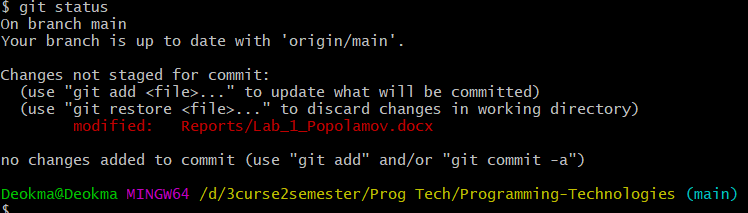 $ git status
On branch main
Your branch is up to date with 'origin/main'.

Changes not staged for commit:
  (use "git add <file>..." to update what will be committed)
  (use "git restore <file>..." to discard changes in working directory)
        modified:   Reports/Lab_1_Popolamov.docx

no changes added to commit (use "git add" and/or "git commit -a")

Deokma@Deokma MINGW64 /d/3curse2semester/Prog Tech/Programming-Technologies (main)
$